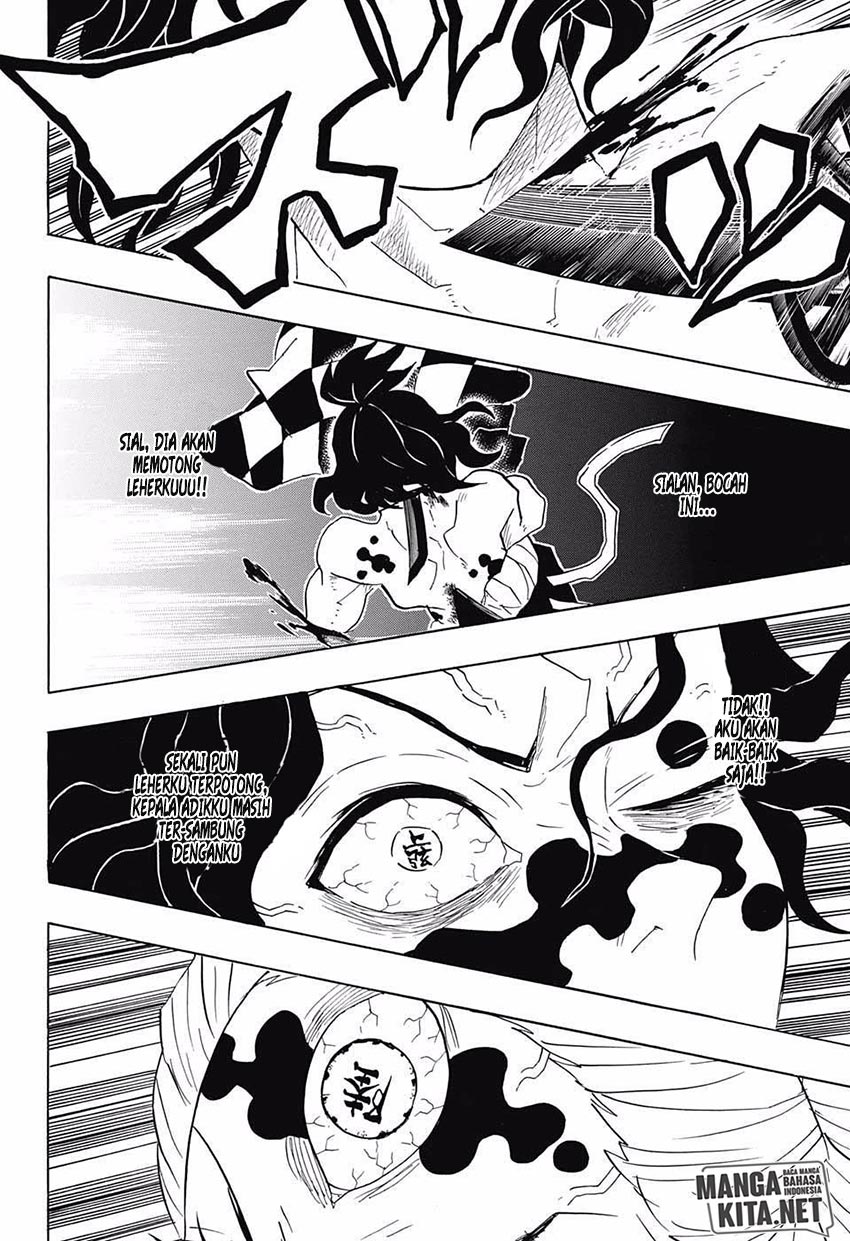 SIALAN, BOCAH
INI...
SIAL, DIA AKAN
MEMOTONG
LEHERKUUU!!
TIDAK!!
AKU AKAN
BAIK-BAIK
SAJA!!
SEKALI PUN
LEHERKU TERPOTONG,
KEPALA ADIKKU MASIH
TER-SAMBUNG
DENGANKU
MANGA
KITA.NET
BACA MANGA
BAHASA
INDONESIA